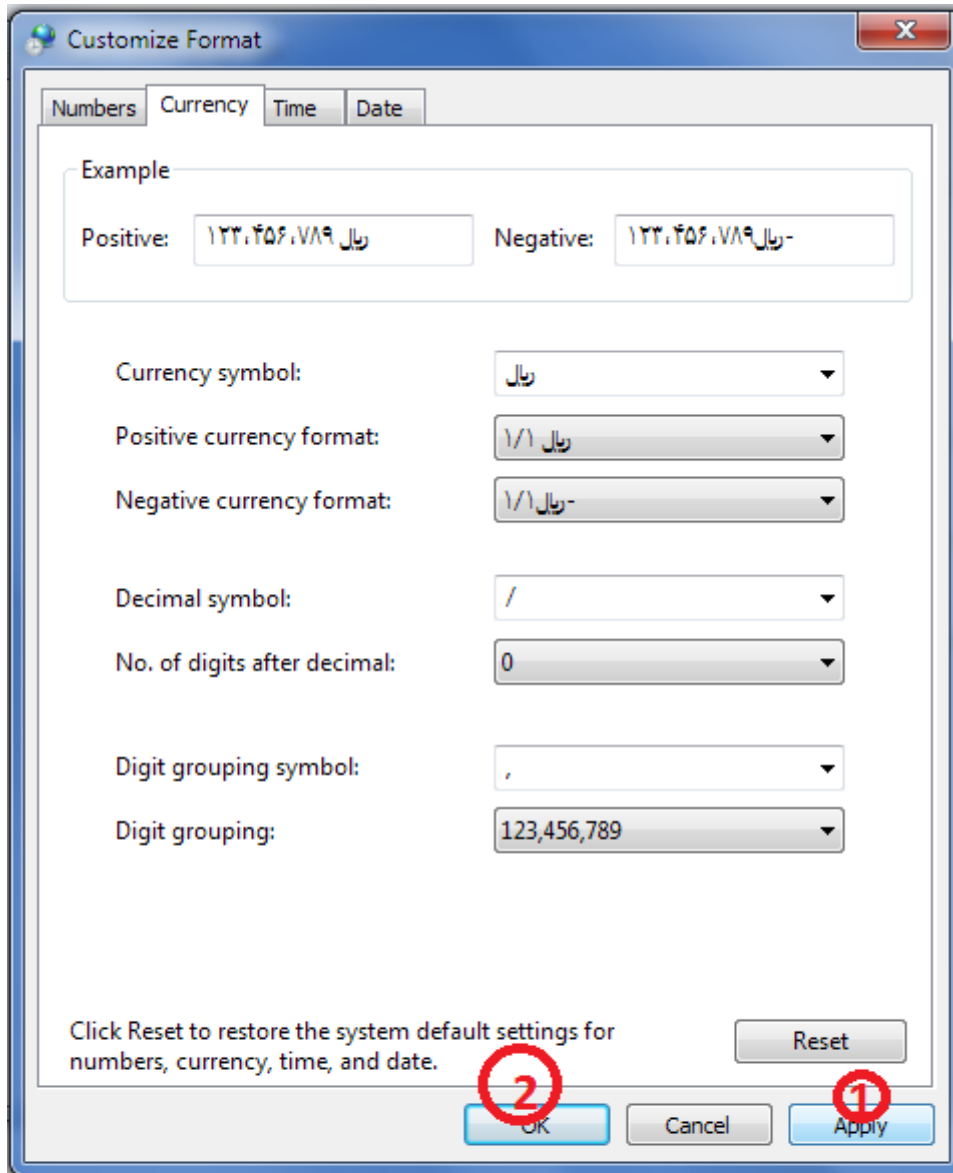 Customize Format
x
Numbers Currency Time Date
Example
Positive: ریال ۱۲۳،۴۵۶،۷۸۹ Negative: ۱۲۳،۴۵۶،۷۸۹ریال-
Currency symbol: ریال
Positive currency format: ریال ۱/۱
Negative currency format: ۱/۱ریال-
Decimal symbol: /
No. of digits after decimal: 0
Digit grouping symbol: ,
Digit grouping: 123,456,789
Click Reset to restore the system default settings for
numbers, currency, time, and date.
Reset
2 1
OK Cancel Apply